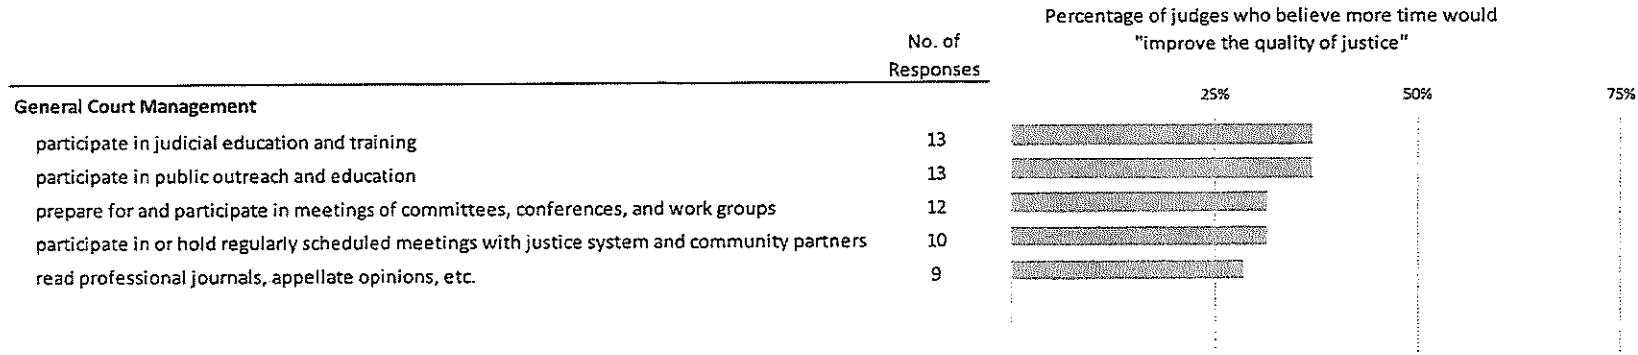 Percentage of judges who believe more time would
No. of "improve the quality of justice"
Responses
General Court Management 25% 50% 75%
participate in judicial education and training 13
participate in public outreach and education 13
prepare for and participate in meetings of committees, conferences, and work groups 12
participate in or hold regularly scheduled meetings with justice system and community partners 10
read professional journals, appellate opinions, etc. 9